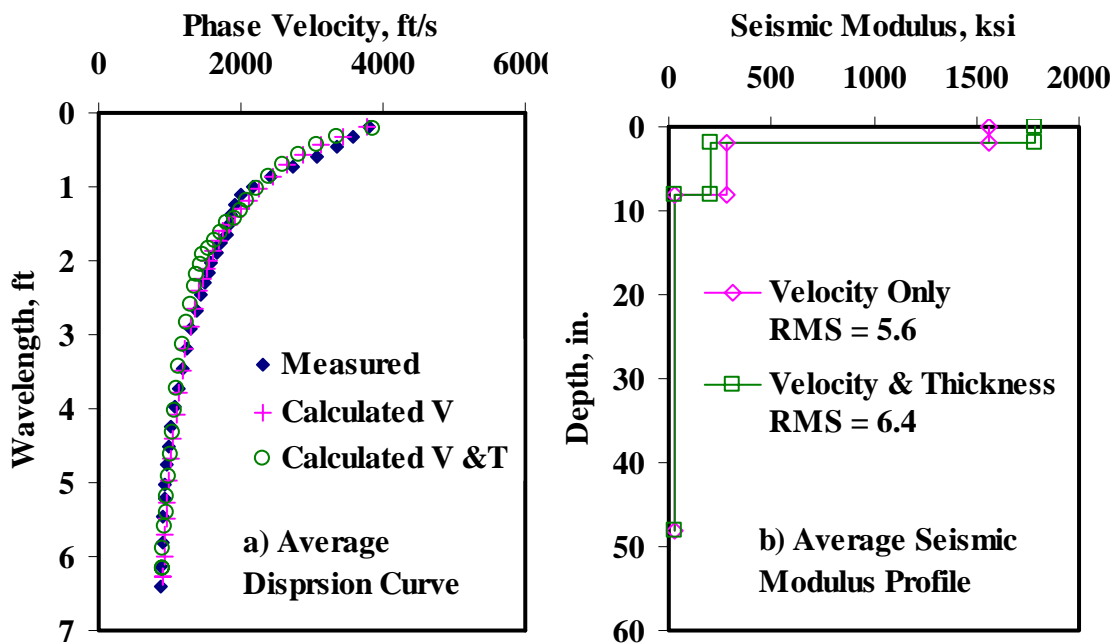 Phase Velocity, ft/s
0 2000 4000 6000
0
1
2
3
4
5
6
7
Wavelength, ft
Measured
Calculated V
Calculated V &T
a) Average
Disprsion Curve
Seismic Modulus, ksi
0 500 1000 1500 2000
0
10
20
30
40
50
60
Depth, in.
Velocity Only
RMS = 5.6
Velocity & Thickness
RMS = 6.4
b) Average Seismic
Modulus Profile